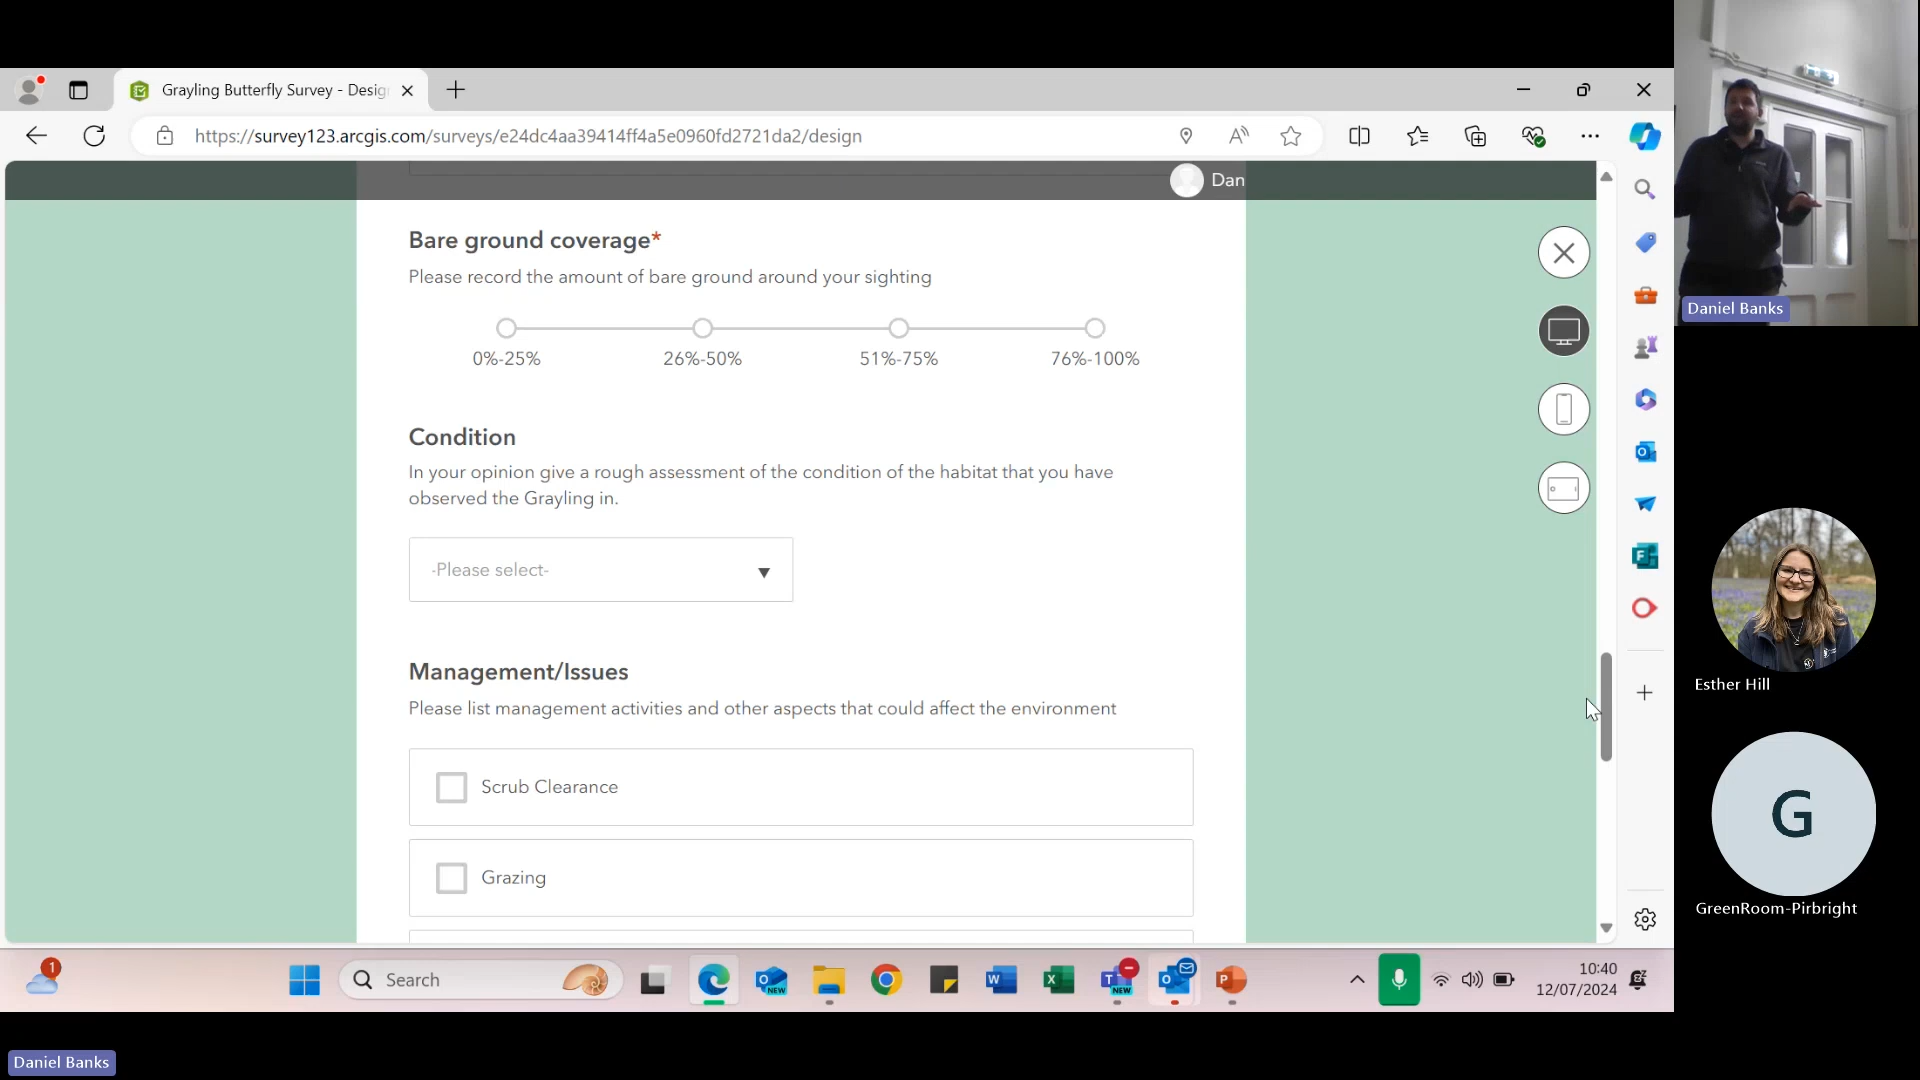 Grayling Butterfly Survey - Desig
https://survey123.arcgis.com/surveys/e24dc4aa39414ff4a5e0960fd2721da2/design
Dan
Bare ground coverage*
Please record the amount of bare ground around your sighting
0%-25% 26%-50% 51%-75% 76%-100%
Condition
In your opinion give a rough assessment of the condition of the habitat that you have
observed the Grayling in.
-Please select-
Management/Issues
Please list management activities and other aspects that could affect the environment
Scrub Clearance
Grazing
Daniel Banks
Esther Hill
G
GreenRoom-Pirbright
1
Search
NEW
NEW
10:40
12/07/2024
Daniel Banks